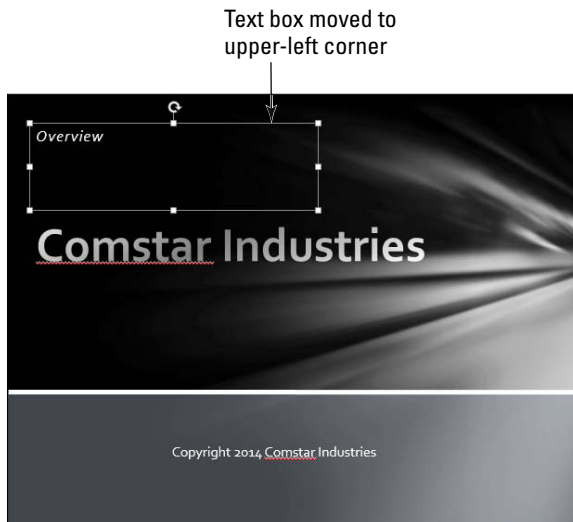 Text box moved to
upper-left corner
Overview
Comstar Industries
Copyright 2014 Comstar Industries